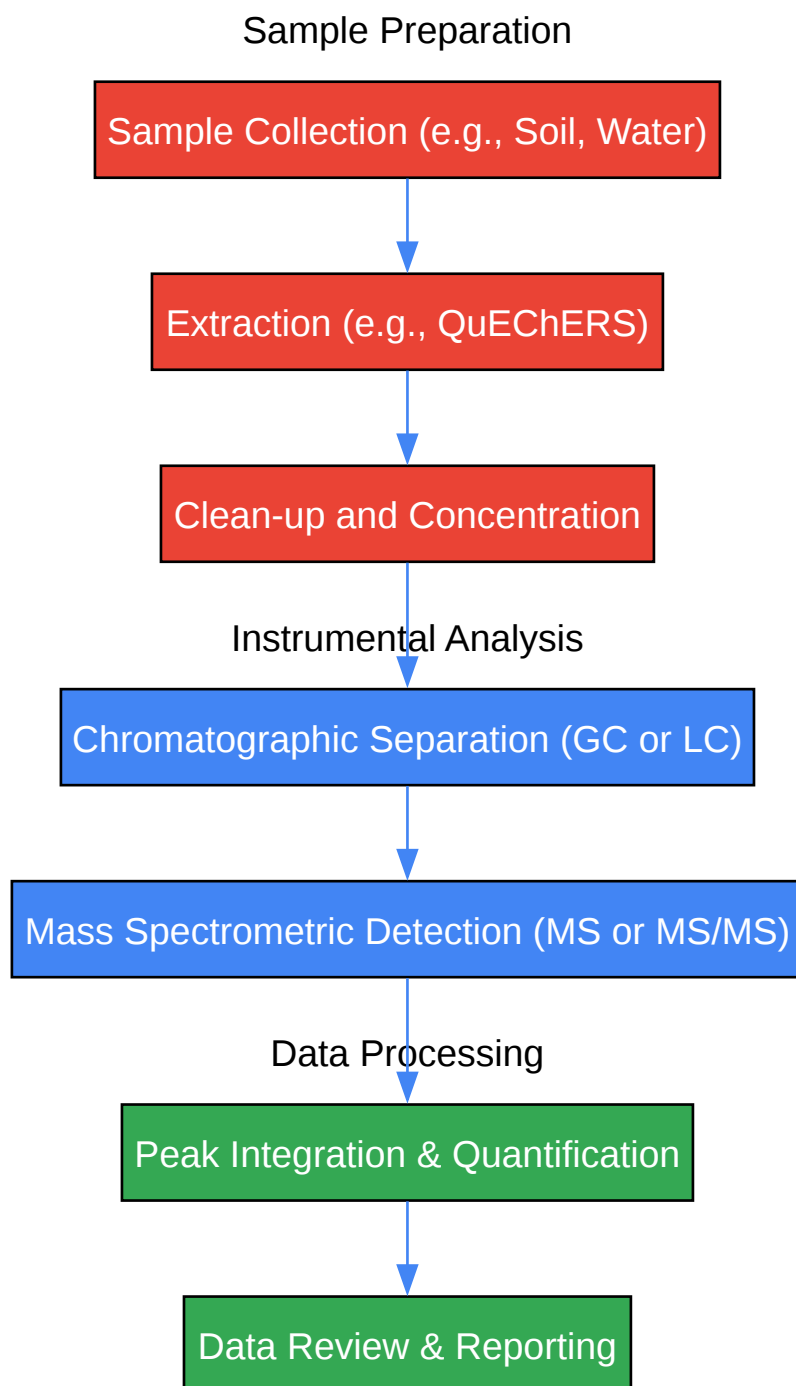 Sample Preparation
Sample Collection (e.g., Soil, Water)
Extraction (e.g., QuEChERS)
Clean-up and Concentration
Instrumental Analysis
Chromatographic Separation (GC or LC)
Mass Spectrometric Detection (MS or MS/MS)
Data Processing
Peak Integration & Quantification
Data Review & Reporting